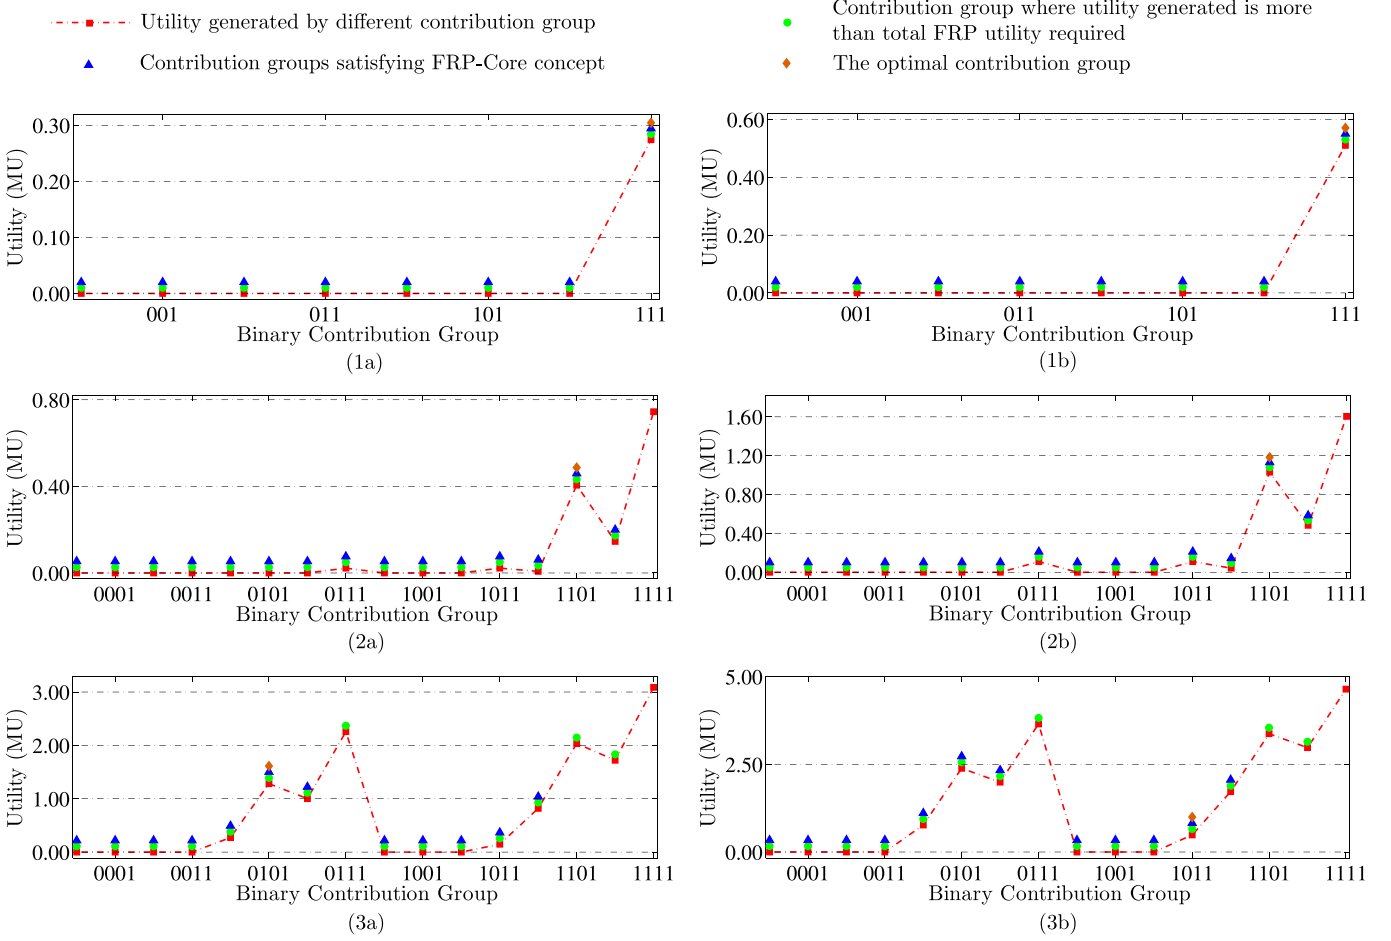 Utility generated by different contribution group
Contribution groups satisfying FRP-Core concept
Contribution group where utility generated is more
than total FRP utility required
The optimal contribution group
0.30
0.20
0.10
0.00
Utility (MU)
001 011 101 111
Binary Contribution Group
(1a)
0.60
0.40
0.20
0.00
Utility (MU)
001 011 101 111
Binary Contribution Group
(1b)
0.80
0.40
0.00
Utility (MU)
0001 0011 0101 0111 1001 1011 1101 1111
Binary Contribution Group
(2a)
1.60
1.20
0.80
0.40
0.00
Utility (MU)
0001 0011 0101 0111 1001 1011 1101 1111
Binary Contribution Group
(2b)
3.00
2.00
1.00
0.00
Utility (MU)
0001 0011 0101 0111 1001 1011 1101 1111
Binary Contribution Group
(3a)
5.00
2.50
0.00
Utility (MU)
0001 0011 0101 0111 1001 1011 1101 1111
Binary Contribution Group
(3b)